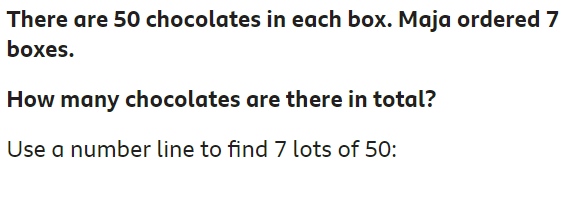 There are 50 chocolates in each box. Maja ordered 7
boxes.
How many chocolates are there in total?
Use a number line to find 7 lots of 50: